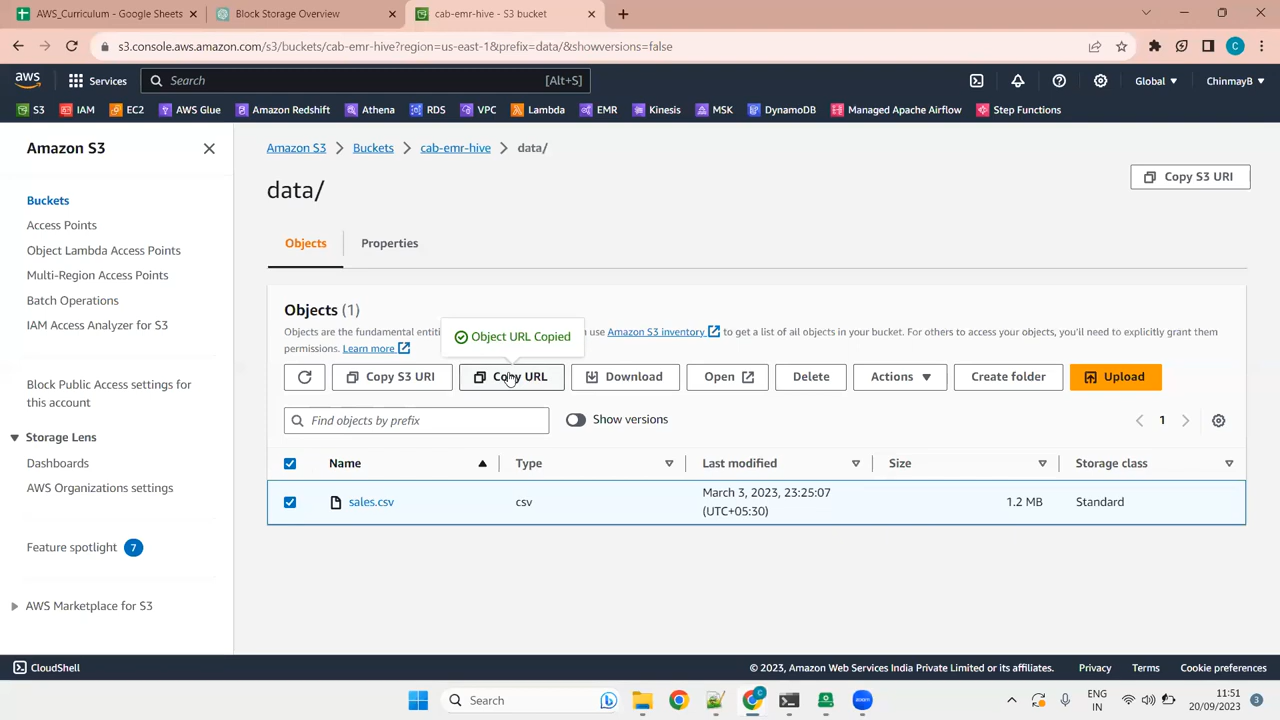 AWS_Curriculum - Google Sheets
Block Storage Overview
cab-emr-hive - S3 bucket
s3.console.aws.amazon.com/s3/buckets/cab-emr-hive?region=us-east-1&prefix=data/&showversions=false
C
aws
Services
Search
[Alt+S]
Global
ChinmayB
S3
IAM
EC2
AWS Glue
Amazon Redshift
Athena
RDS
VPC
Lambda
EMR
Kinesis
MSK
DynamoDB
Managed Apache Airflow
Step Functions
Amazon S3
Buckets
Access Points
Object Lambda Access Points
Multi-Region Access Points
Batch Operations
IAM Access Analyzer for S3
Block Public Access settings for
this account
Storage Lens
Dashboards
AWS Organizations settings
Feature spotlight 7
AWS Marketplace for S3
Amazon S3 > Buckets > cab-emr-hive > data/
data/
Copy S3 URI
Objects
Properties
Objects (1)
Objects are the fundamental entiti
use Amazon S3 inventory to get a list of all objects in your bucket. For others to access your objects, you'll need to explicitly grant them
permissions. Learn more
Object URL Copied
Copy S3 URI
Copy URL
Download
Open
Delete
Actions
Create folder
Upload
Find objects by prefix
Show versions
1
Name
Type
Last modified
Size
Storage class
sales.csv
csv
March 3, 2023, 23:25:07
(UTC+05:30)
1.2 MB
Standard
CloudShell
© 2023, Amazon Web Services India Private Limited or its affiliates.
Privacy
Terms
Cookie preferences
Search
ENG
IN
11:51
20/09/2023
3